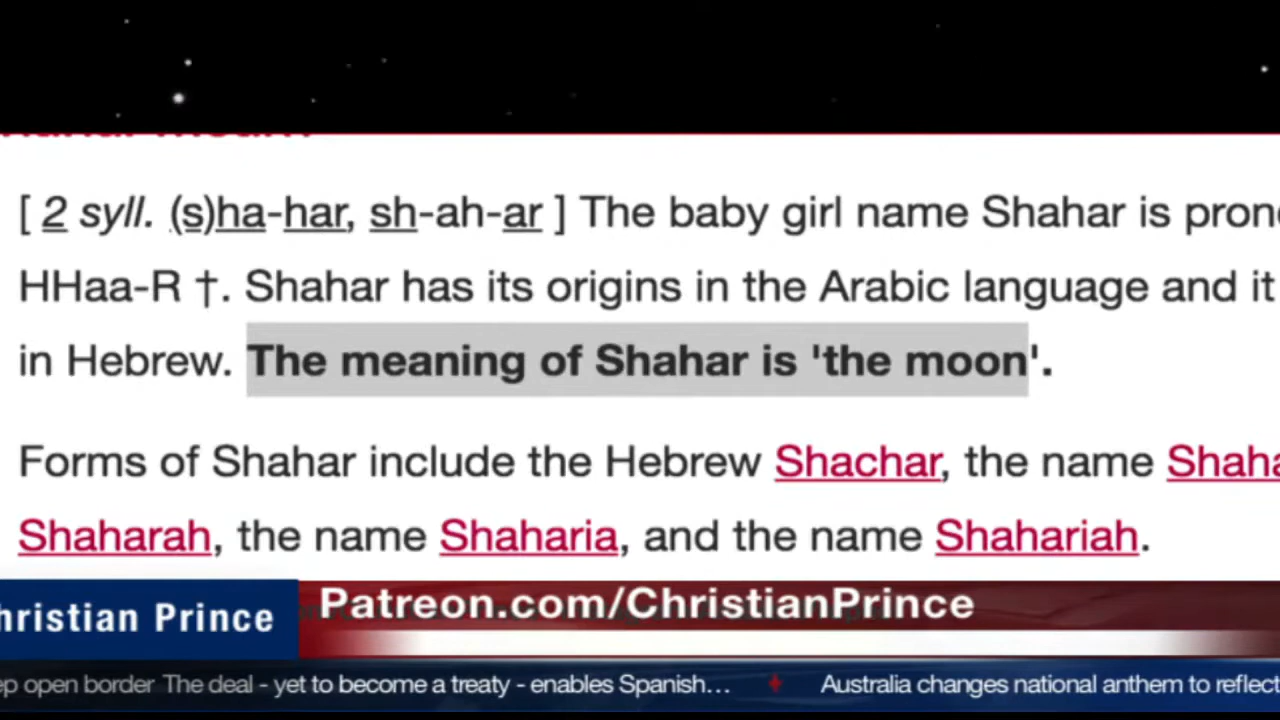 [ 2 syll. (s)ha-har, sh-ah-ar ] The baby girl name Shahar is
HHaa-R †. Shahar has its origins in the Arabic language and it
in Hebrew. The meaning of Shahar is 'the moon'.
Forms of Shahar include the Hebrew Shachar, the name
Shaharah, the name Shaharia, and the name Shahariah.
Patreon.com/ChristianPrince
hristian Prince
ep open border The deal - yet to become a treaty - enables Spanish... Australia changes national anthem to reflect